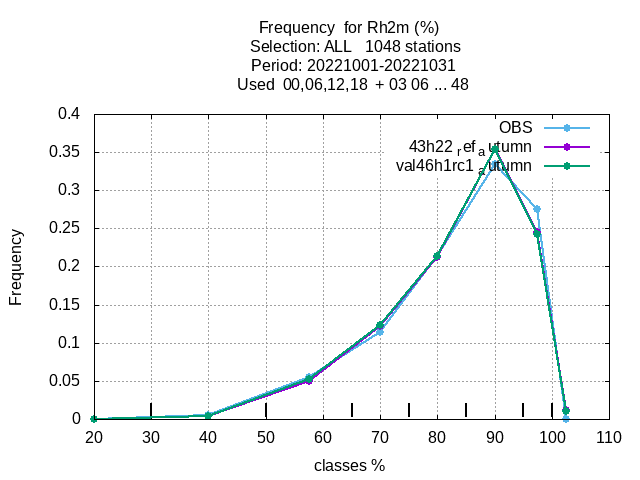 Frequency for Rh2m (%)
Selection: ALL 1048 stations
Period: 20221001-20221031
Used 00,06,12,18 + 03 06 ... 48
OBS
43h22 ref a utumn
val46h1rc1 a utumn
Frequency
0.4
0.35
0.3
0.25
0.2
0.15
0.1
0.05
0
20 30 40 50 60 70 80 90 100 110
classes %